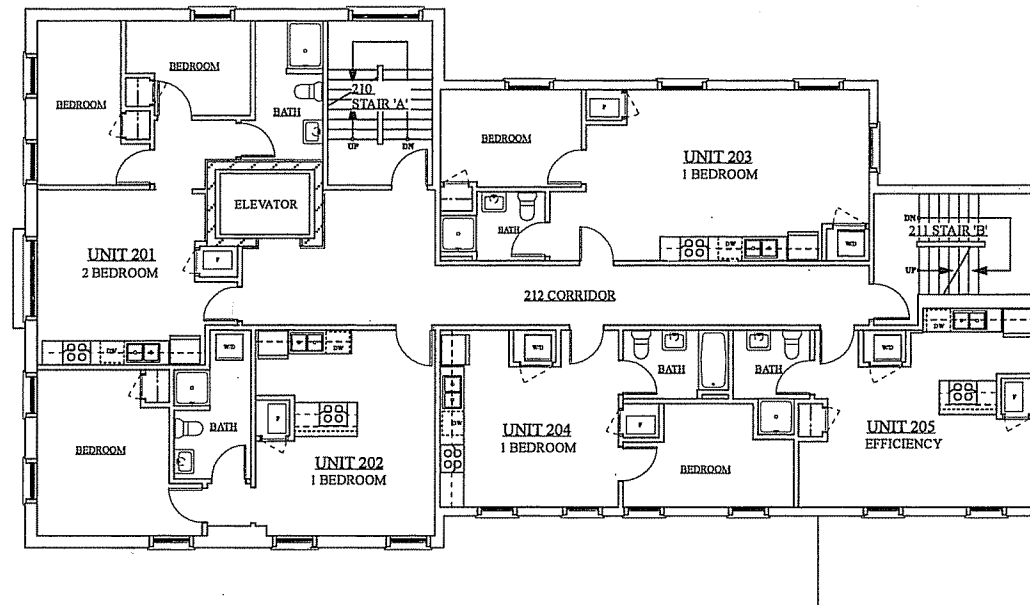 BEDROOM
BEDROOM
BATH
210
STAIR 'A'
UP
DN
ELEVATOR
UNIT 201
2 BEDROOM
F
DW
BEDROOM
F
UNIT 203
1 BEDROOM
BATH
DW
WD
DN
211 STAIR 'B'
UP
212 CORRIDOR
WD
DW
BATH
F
BEDROOM
UNIT 202
1 BEDROOM
WD
DW
UNIT 204
1 BEDROOM
BATH
F
BEDROOM
BATH
WD
DW
F
UNIT 205
EFFICIENCY